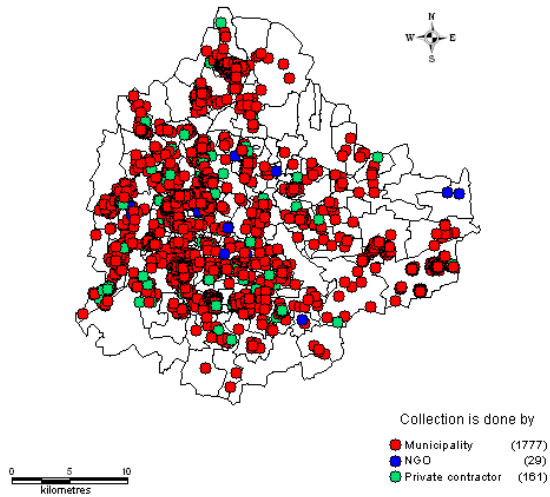 N
W E
S
Collection is done by
Municipality (1777)
NGO (29)
Private contractor (161)
0 5 10
kilometres